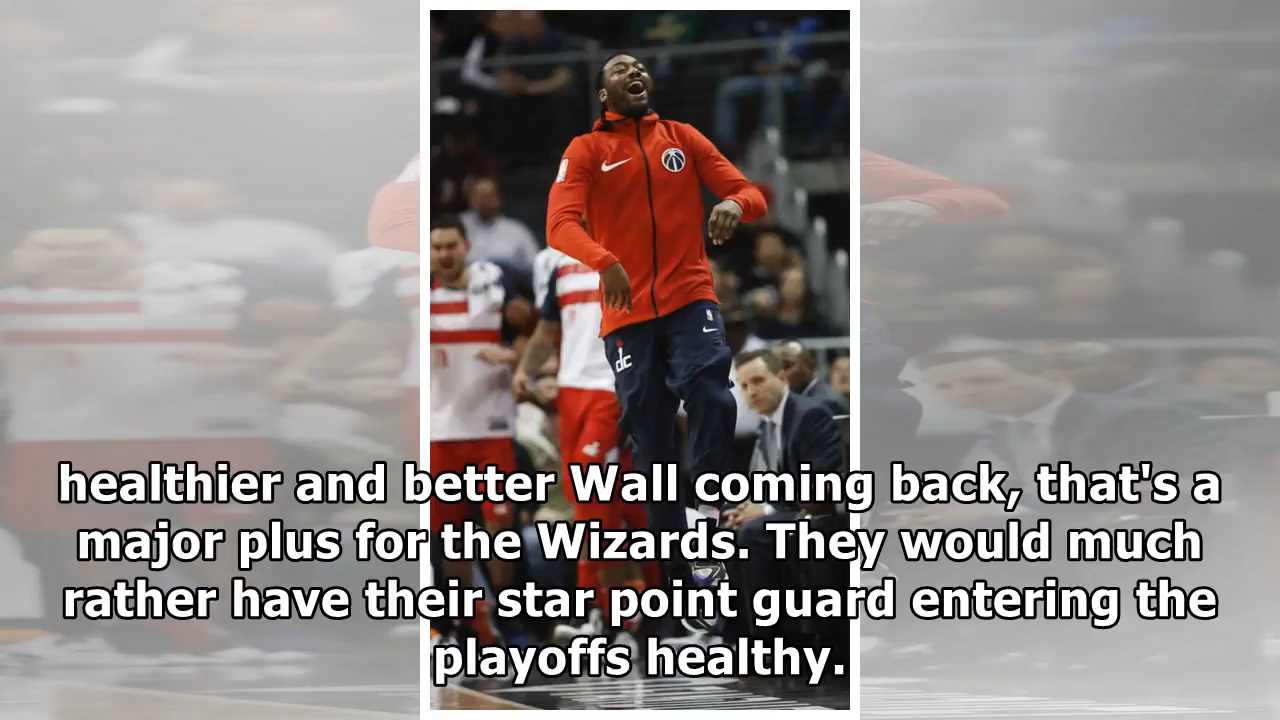 dc
healthier and better Wall coming back, that's a
major plus for the Wizards. They would much
rather have their star point guard entering the
playoffs healthy.